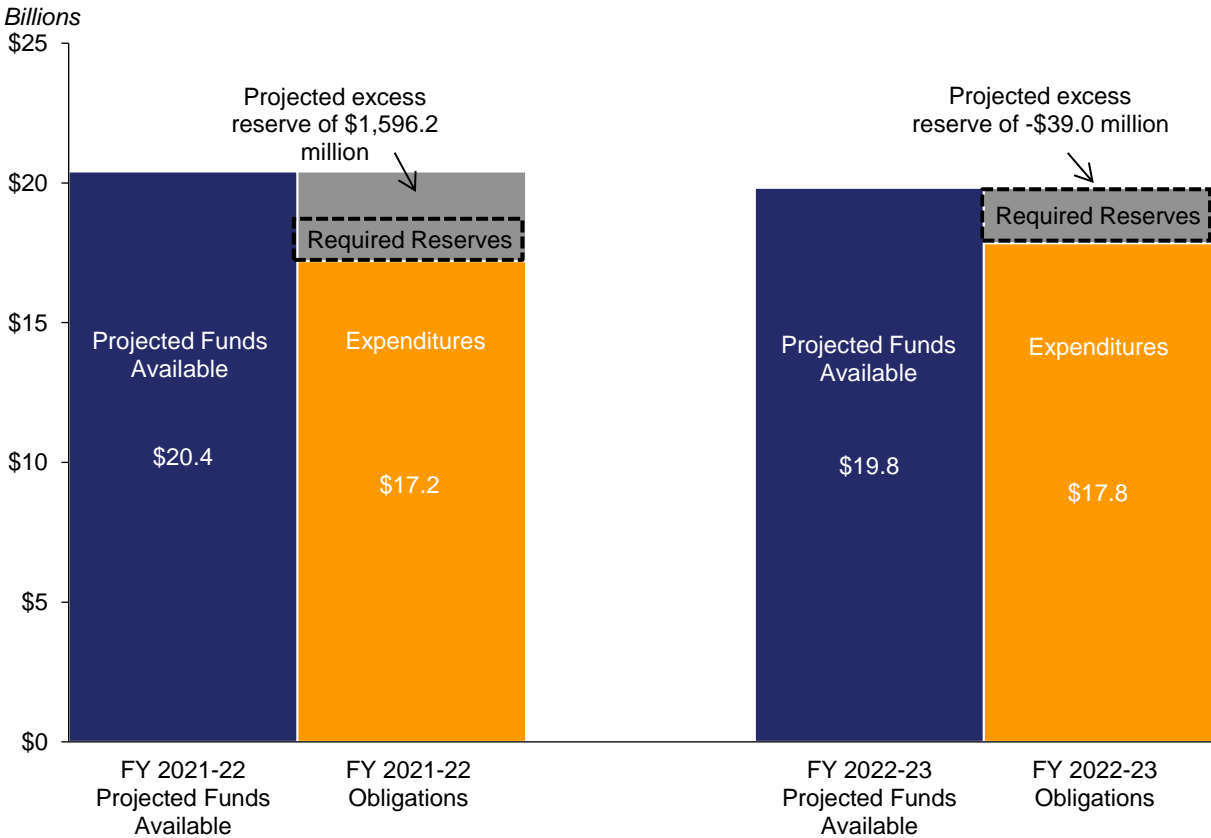 Billions
$25
$20
$15
$10
$5
$0
Projected excess
reserve of $1,596.2
million
Required Reserves
Projected Funds
Available
$20.4
Expenditures
$17.2
Projected excess
reserve of -$39.0 million
Required Reserves
Projected Funds
Available
$19.8
Expenditures
$17.8
FY 2021-22
Projected Funds
Available
FY 2021-22
Obligations
FY 2022-23
Projected Funds
Available
FY 2022-23
Obligations